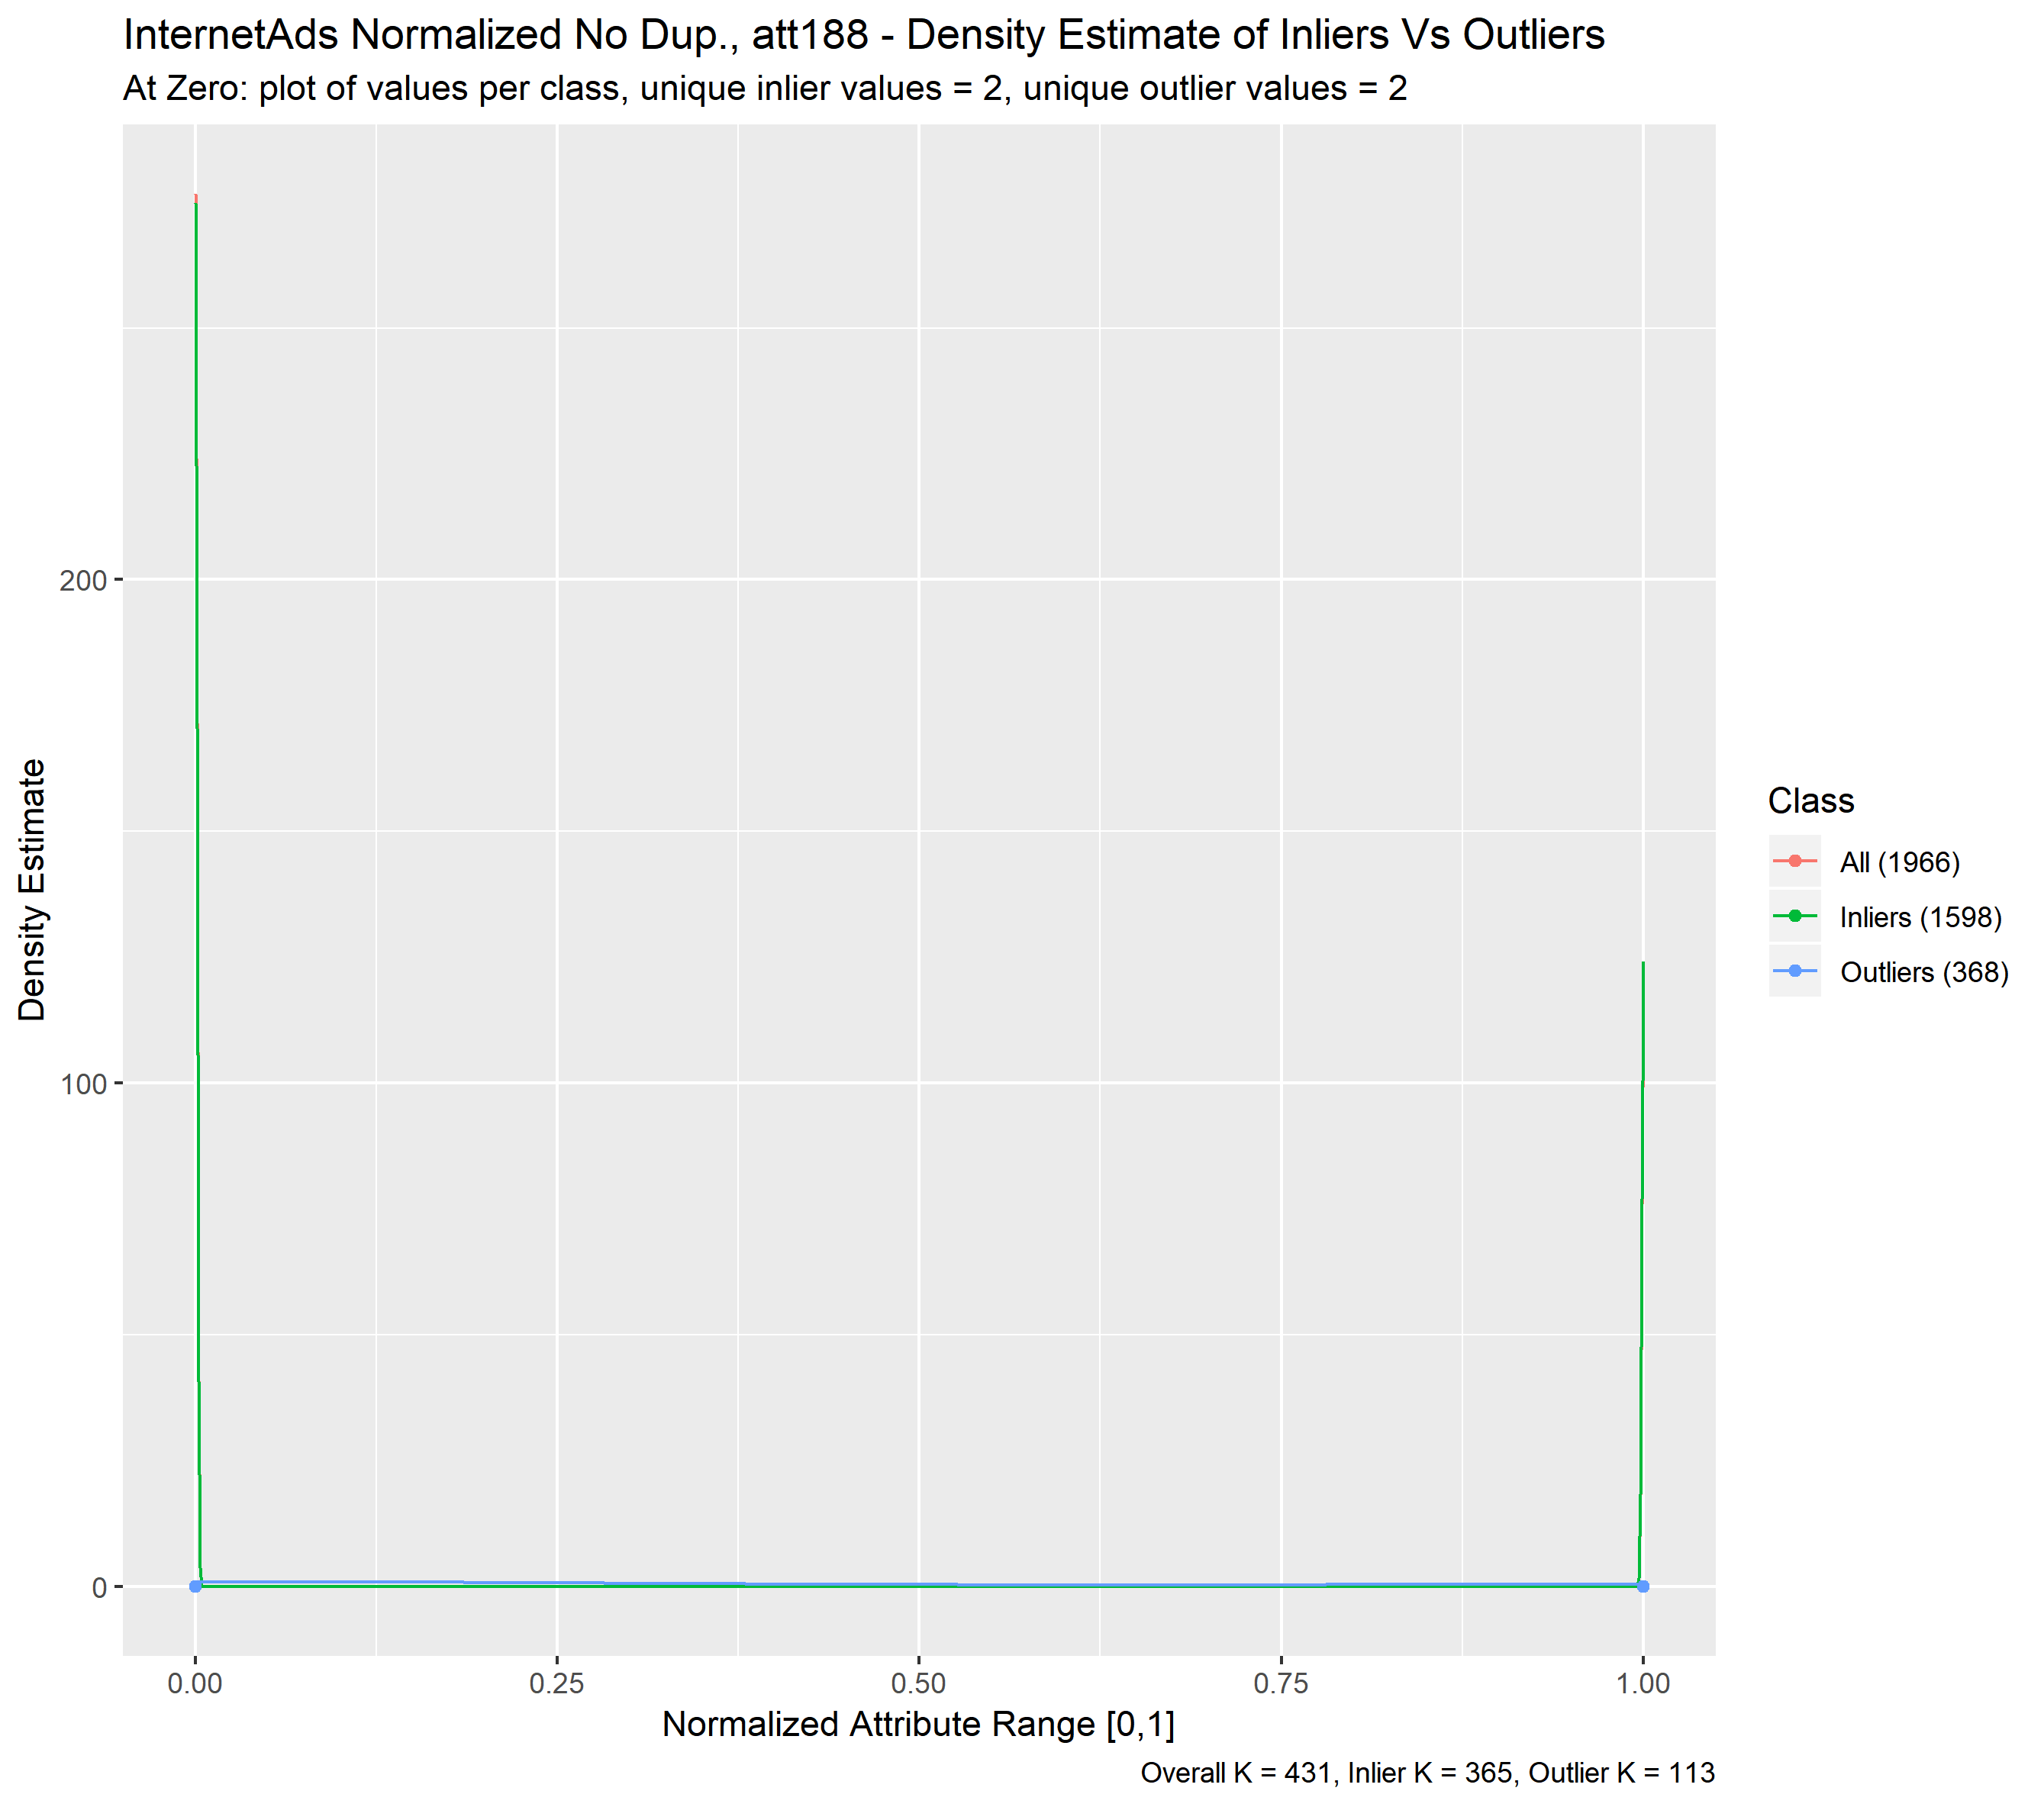 InternetAds Normalized No Dup., att188 - Density Estimate of Inliers Vs Outliers
At Zero: plot of values per class, unique inlier values = 2, unique outlier values = 2
Density Estimate
200
100
0
0.00
0.25
0.50
0.75
1.00
Normalized Attribute Range [0,1]
Overall K = 431, Inlier K = 365, Outlier K = 113
Class
All (1966)
Inliers (1598)
Outliers (368)